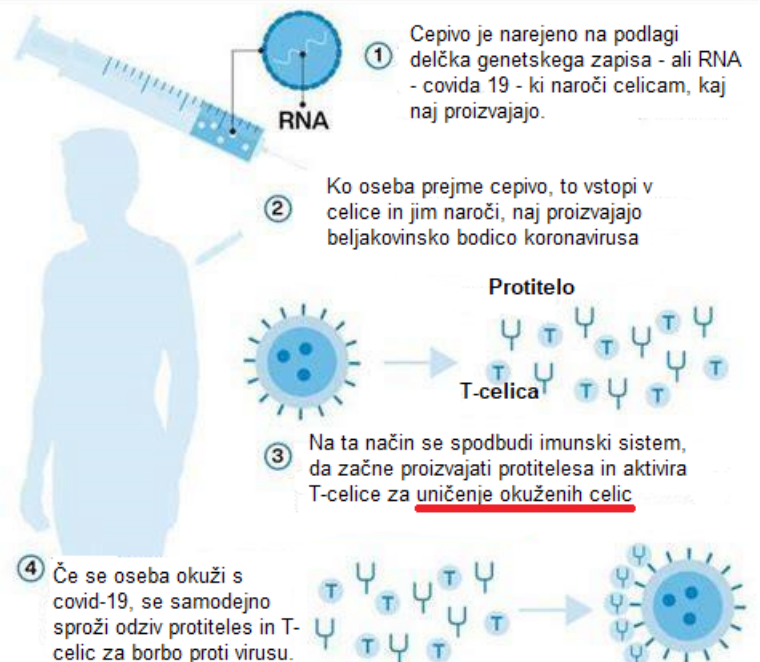 RNA
1 Cepivo je narejeno na podlagi
delčka genetskega zapisa - ali RNA
- covida 19 - ki naroči celicam, kaj
naj proizvajajo.
2 Ko oseba prejme cepivo, to vstopi v
celice in jim naroči, naj proizvajajo
beljakovinsko bodico koronavirusa
Protitelo
T
T
T
T
T
T-celica
T
T
3 Na ta način se spodbudi imunski sistem,
da začne proizvajati protitelesa in aktivira
T-celice za uničenje okuženih celic
4 Če se oseba okuži s
covid-19, se samodejno
sproži odziv protiteles in T-
celic za borbo proti virusu.
T
T
T
T
T
T